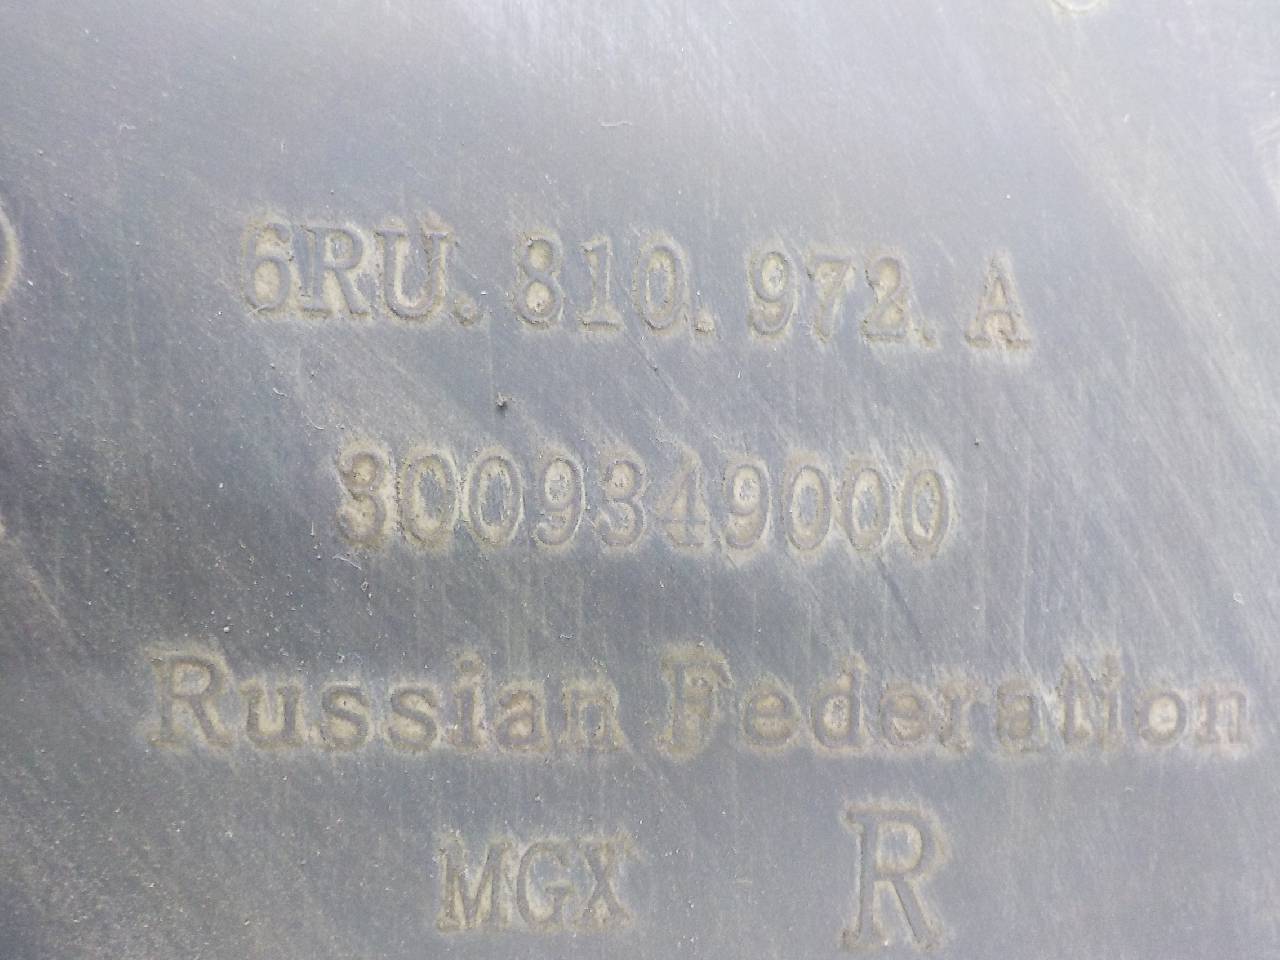 6RU. 810. 972. A
3009349000
Russian Federation
MGX R